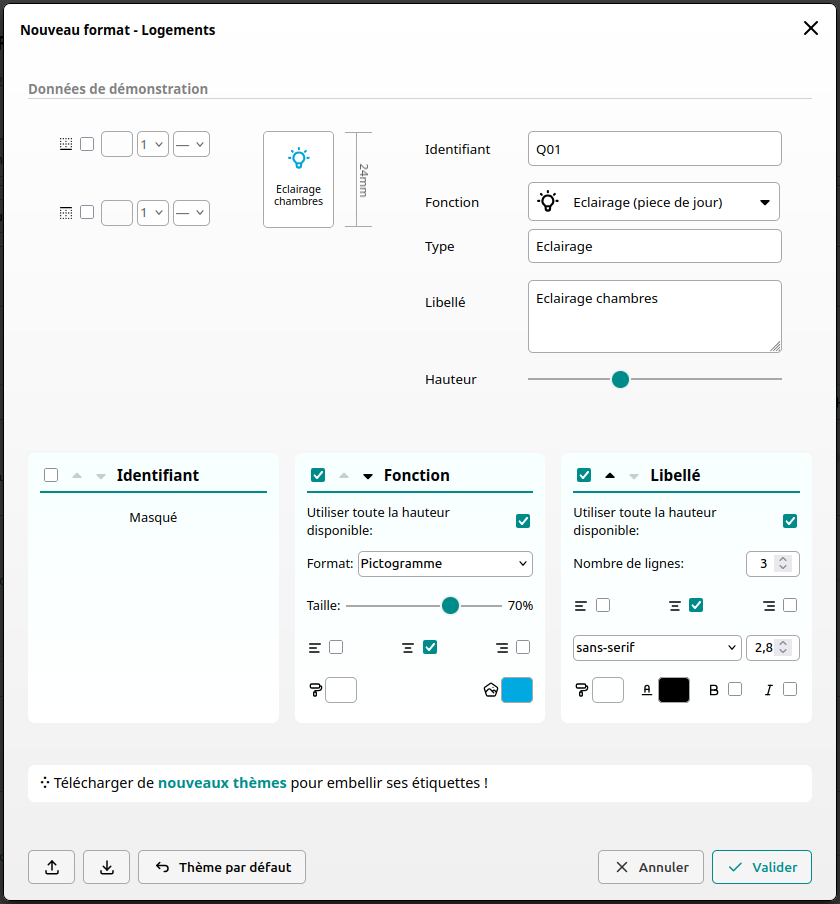 Nouveau format - Logements
Données de démonstration
1
1
Eclairage
chambres
24mm
Identifiant
Q01
Fonction
Eclairage (piece de jour)
Type
Eclairage
Libellé
Eclairage chambres
Hauteur
Identifiant
Masqué
Fonction
Utiliser toute la hauteur
disponible:
Format:
Pictogramme
Taille:
70%
Libellé
Utiliser toute la hauteur
disponible:
Nombre de lignes:
3
sans-serif
2,8
A
B
I
Télécharger de nouveaux thèmes pour embellir ses étiquettes !
Thème par défaut
Annuler
Valider